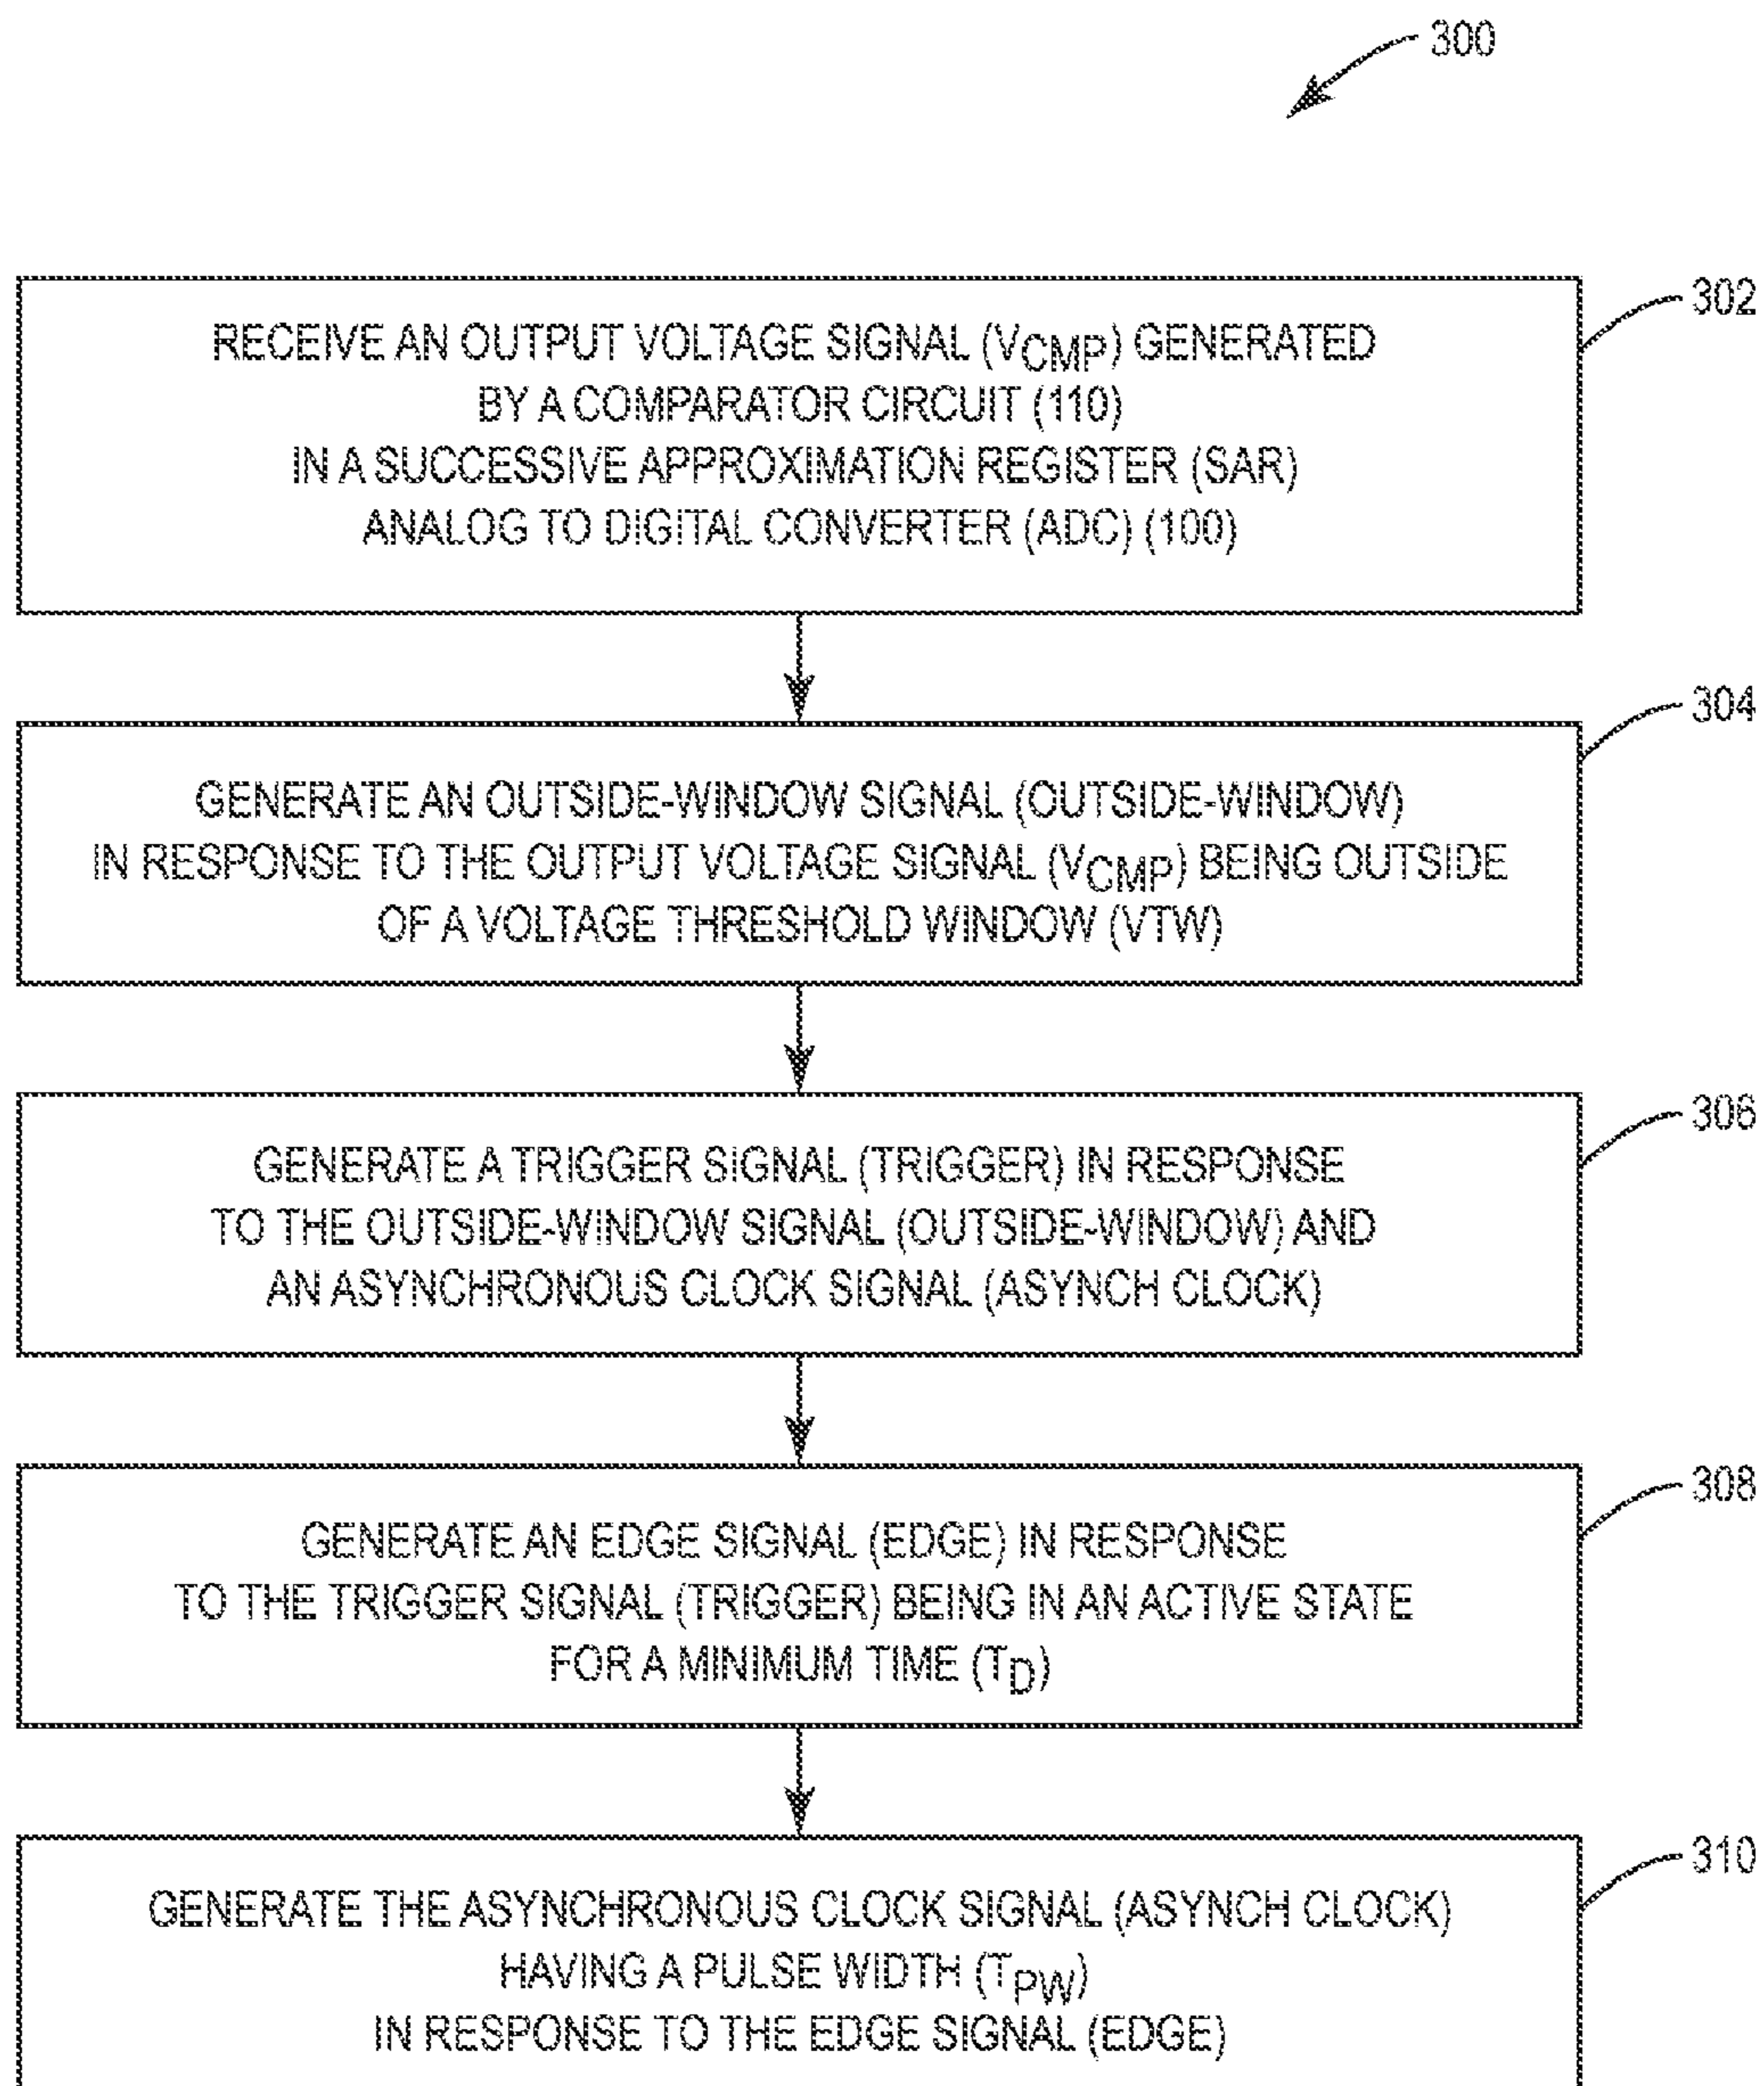 300
302
RECEIVE AN OUTPUT VOLTAGE SIGNAL (VCMP) GENERATED
BY A COMPARATOR CIRCUIT (110)
IN A SUCCESSIVE APPROXIMATION REGISTER (SAR)
ANALOG TO DIGITAL CONVERTER (ADC) (100)
304
GENERATE AN OUTSIDE-WINDOW SIGNAL (OUTSIDE-WINDOW)
IN RESPONSE TO THE OUTPUT VOLTAGE SIGNAL (VCMP) BEING OUTSIDE
OF A VOLTAGE THRESHOLD WINDOW (VTW)
306
GENERATE A TRIGGER SIGNAL (TRIGGER) IN RESPONSE
TO THE OUTSIDE-WINDOW SIGNAL (OUTSIDE-WINDOW) AND
AN ASYNCHRONOUS CLOCK SIGNAL (ASYNCH CLOCK)
308
GENERATE AN EDGE SIGNAL (EDGE) IN RESPONSE
TO THE TRIGGER SIGNAL (TRIGGER) BEING IN AN ACTIVE STATE
FOR A MINIMUM TIME (TD)
310
GENERATE THE ASYNCHRONOUS CLOCK SIGNAL (ASYNCH CLOCK)
HAVING A PULSE WIDTH (TPW)
IN RESPONSE TO THE EDGE SIGNAL (EDGE)